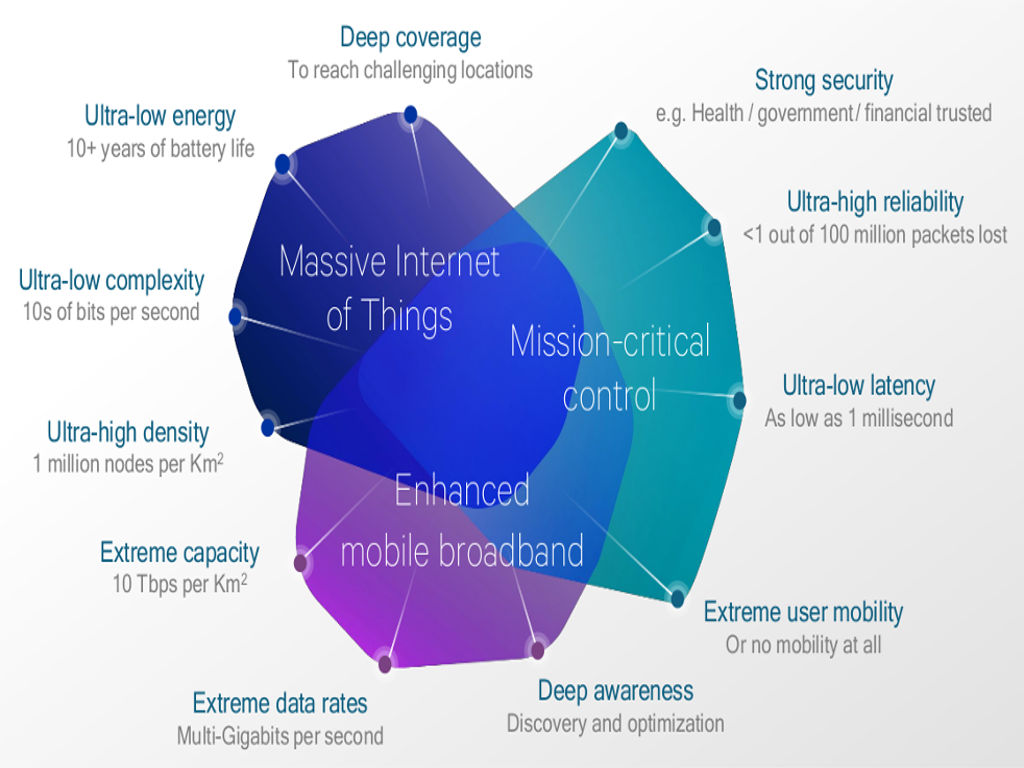 Deep coverage
To reach challenging locations
Strong security
e.g. Health / government / financial trusted
Ultra-low energy
10+ years of battery life
Ultra-high reliability
<1 out of 100 million packets lost
Massive Internet
of Things
Ultra-low complexity
10s of bits per second
Mission-critical
control
Ultra-low latency
As low as 1 millisecond
Ultra-high density
1 million nodes per Km²
Enhanced
mobile broadband
Extreme capacity
10 Tbps per Km²
Extreme user mobility
Or no mobility at all
Extreme data rates
Multi-Gigabits per second
Deep awareness
Discovery and optimization